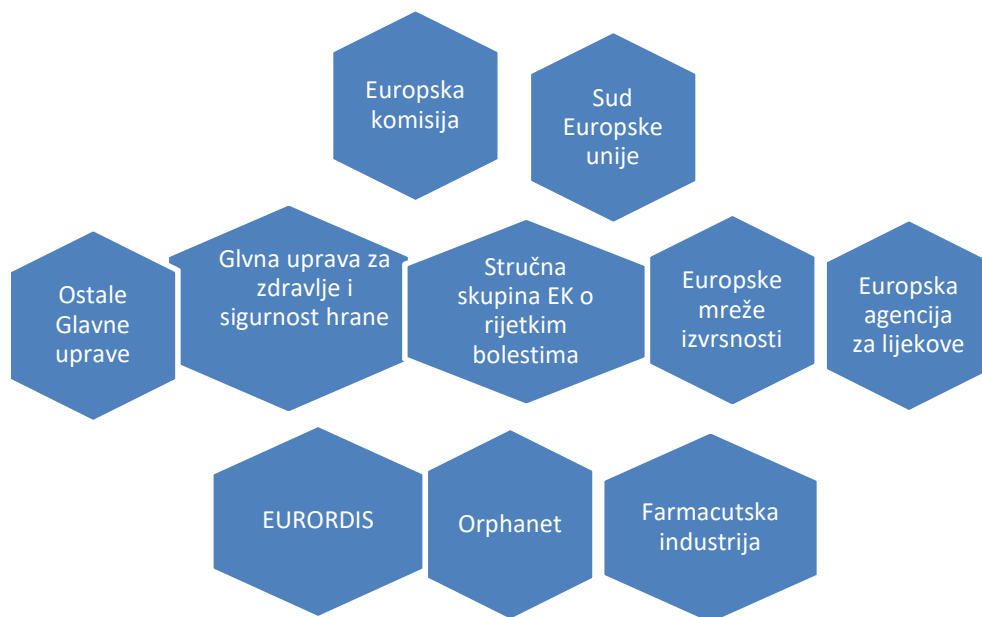 Europska
komisija
Sud
Europske
unije
Ostale
Glavne
uprave
Glvna uprava za
zdravlje i
sigurnost hrane
Stručna
skupina EK o
rijetkim
bolestima
Europske
mreže
izvrsnosti
Europska
agencija
za lijekove
EURORDIS
Orphanet
Farmacutska
industrija